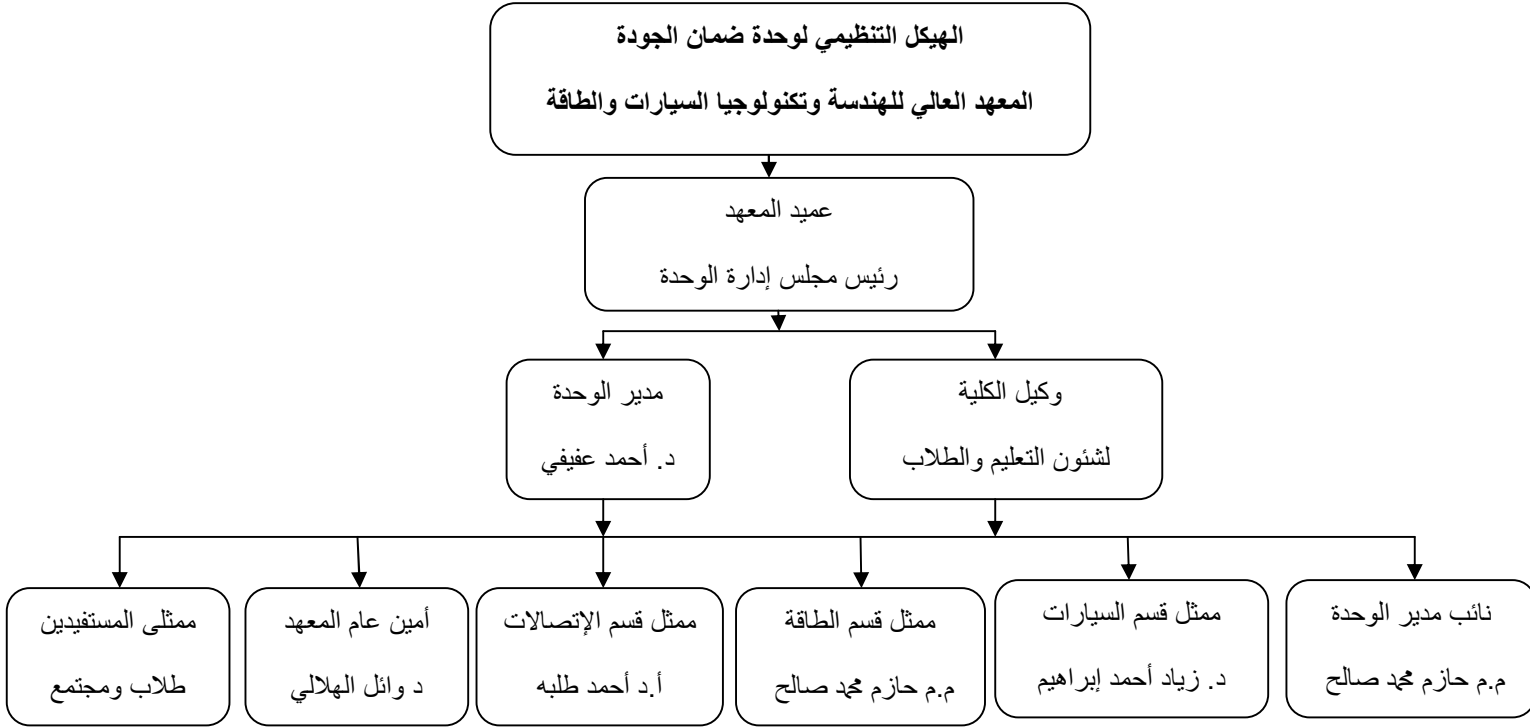 الهيكل التنظيمي لوحدة ضمان الجودة
المعهد العالي للهندسة وتكنولوجيا السيارات والطاقة
عميد المعهد
رئيس مجلس إدارة الوحدة
وكيل الكلية
لشئون التعليم والطلاب
مدير الوحدة
د. أحمد عفيفي
نائب مدير الوحدة
م.م حازم محمد صالح
ممثل قسم السيارات
د. زياد أحمد إبراهيم
ممثل قسم الطاقة
م.م حازم محمد صالح
ممثل قسم الإتصالات
أ.د أحمد طلبه
أمين عام المعهد
د وائل الهلالي
ممثلى المستفيدين
طلاب ومجتمع